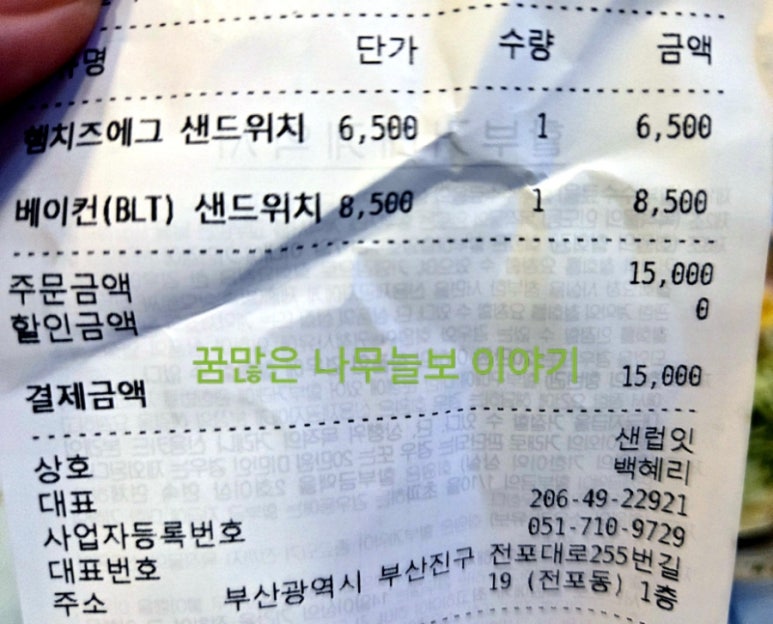 단가 수량 금액
햄치즈에그 샌드위치 6,500 1 6,500
베이컨(BLT) 샌드위치 8,500 1 8,500
주문금액 15,000
할인금액 0
꿈많은 나무늘보 이야기
결제금액 15,000
상호 샌럽잇
대표 백혜리
사업자등록번호 206-49-22921
대표번호 051-710-9729
주소 부산광역시 부산진구 전포대로255번길
19 (전포동) 1층